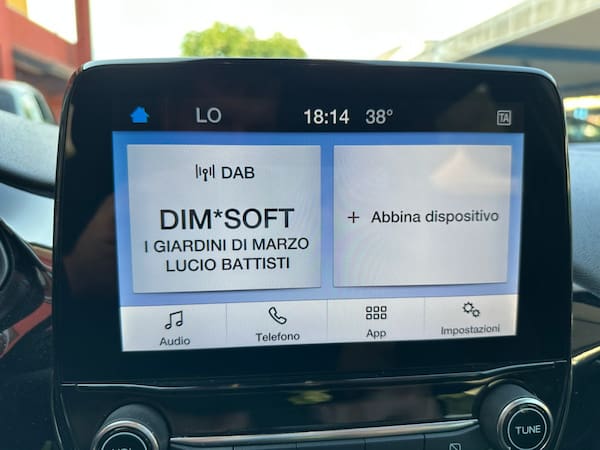 LO 18:14 38° TA
DAB
DIM*SOFT
I GIARDINI DI MARZO
LUCIO BATTISTI
+ Abbina dispositivo
Audio Telefono App Impostazioni
TUNE